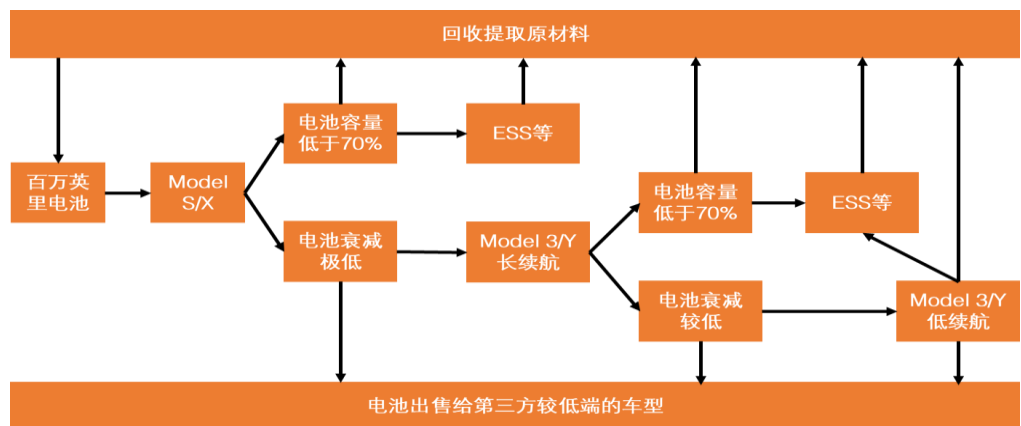 回收提取原材料
电池容量
低于70%
ESS等
百万英
里电池
Model
S/X
电池容量
低于70%
ESS等
电池衰减
极低
Model 3/Y
长续航
电池衰减
较低
Model 3/Y
低续航
电池出售给第三方较低端的车型